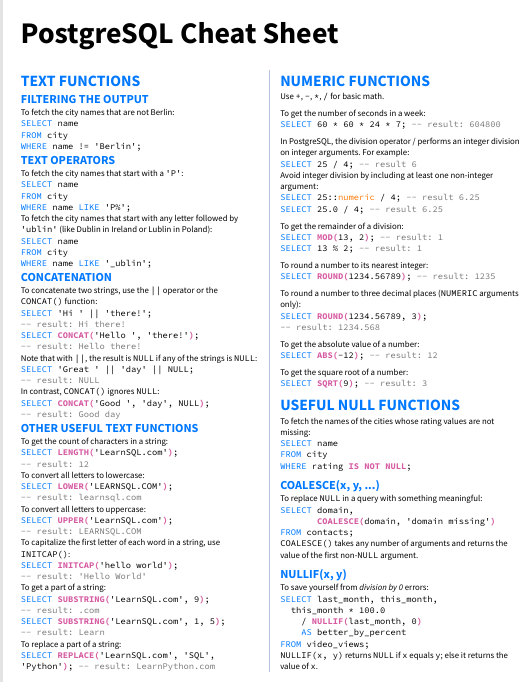 PostgreSQL Cheat Sheet
TEXT FUNCTIONS
FILTERING THE OUTPUT
To fetch the city names that are not Berlin:
SELECT name
FROM city
WHERE name != 'Berlin';
TEXT OPERATORS
To fetch the city names that start with a 'P':
SELECT name
FROM city
WHERE name LIKE 'P%';
To fetch the city names that start with any letter followed by
'ublin' (like Dublin in Ireland or Lublin in Poland):
SELECT name
FROM city
WHERE name LIKE '_ublin';
CONCATENATION
To concatenate two strings, use the || operator or the
CONCAT() function:
SELECT 'Hi ' || 'there!';
-- result: Hi there!
SELECT CONCAT('Hello ', 'there!');
-- result: Hello there!
Note that with ||, the result is NULL if any of the strings is NULL:
SELECT 'Great ' || 'day' || NULL;
-- result: NULL
In contrast, CONCAT() ignores NULL:
SELECT CONCAT('Good ', 'day', NULL);
-- result: Good day
OTHER USEFUL TEXT FUNCTIONS
To get the count of characters in a string:
SELECT LENGTH('LearnSQL.com');
-- result: 12
To convert all letters to lowercase:
SELECT LOWER('LEARNSQL.COM');
-- result: learnsql.com
To convert all letters to uppercase:
SELECT UPPER('LearnSQL.com');
-- result: LEARNSQL.COM
To capitalize the first letter of each word in a string, use
INITCAP():
SELECT INITCAP('hello world');
-- result: 'Hello World'
To get a part of a string:
SELECT SUBSTRING('LearnSQL.com', 9);
-- result: .com
SELECT SUBSTRING('LearnSQL.com', 1, 5);
-- result: Learn
To replace a part of a string:
SELECT REPLACE('LearnSQL.com', 'SQL',
'Python'); -- result: LearnPython.com
NUMERIC FUNCTIONS
Use +, -, *, / for basic math.
To get the number of seconds in a week:
SELECT 60 * 60 * 24 * 7; -- result: 604800
In PostgreSQL, the division operator / performs an integer division
on integer arguments. For example:
SELECT 25 / 4; -- result 6
Avoid integer division by including at least one non-integer
argument:
SELECT 25::numeric / 4; -- result 6.25
SELECT 25.0 / 4; -- result 6.25
To get the remainder of a division:
SELECT MOD(13, 2); -- result: 1
SELECT 13 % 2; -- result: 1
To round a number to its nearest integer:
SELECT ROUND(1234.56789); -- result: 1235
To round a number to three decimal places (NUMERIC arguments
only):
SELECT ROUND(1234.56789, 3);
-- result: 1234.568
To get the absolute value of a number:
SELECT ABS(-12); -- result: 12
To get the square root of a number:
SELECT SQRT(9); -- result: 3
USEFUL NULL FUNCTIONS
To fetch the names of the cities whose rating values are not
missing:
SELECT name
FROM city
WHERE rating IS NOT NULL;
COALESCE(x, y, ...)
To replace NULL in a query with something meaningful:
SELECT domain,
COALESCE(domain, 'domain missing')
FROM contacts;
COALESCE() takes any number of arguments and returns the
value of the first non-NULL argument.
NULLIF(x, y)
To save yourself from division by 0 errors:
SELECT last_month, this_month,
this_month * 100.0
/ NULLIF(last_month, 0)
AS better_by_percent
FROM video_views;
NULLIF(x, y) returns NULL if x equals y; else it returns the
value of x.